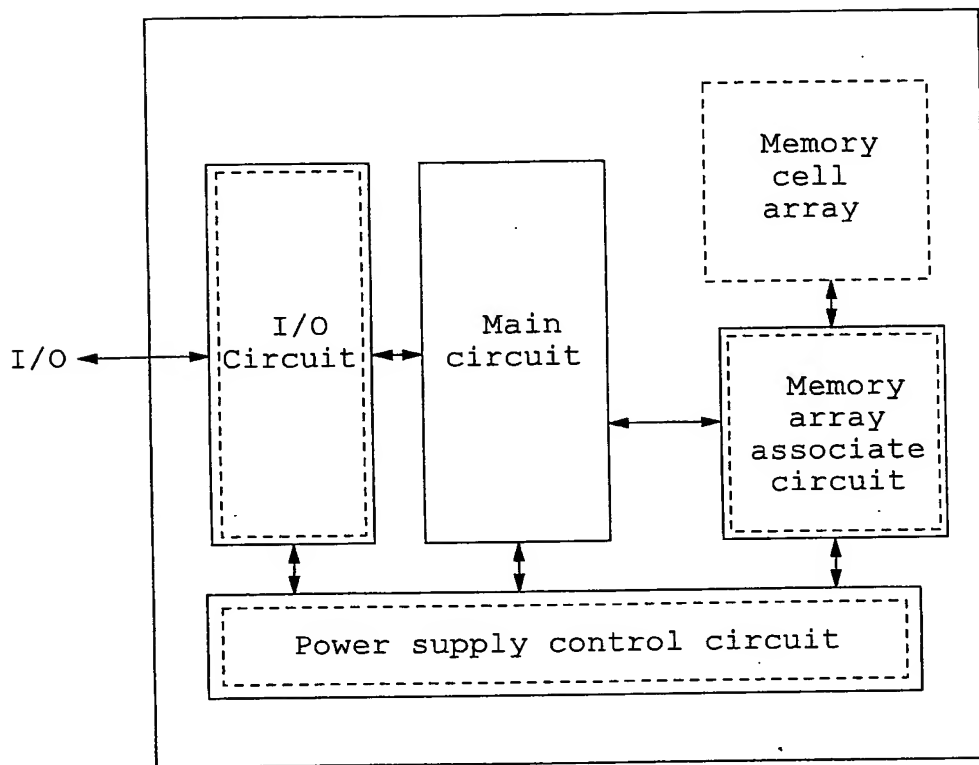 I/O
I/O
Circuit
Main
circuit
Memory
cell
array
Memory
array
associate
circuit
Power supply control circuit